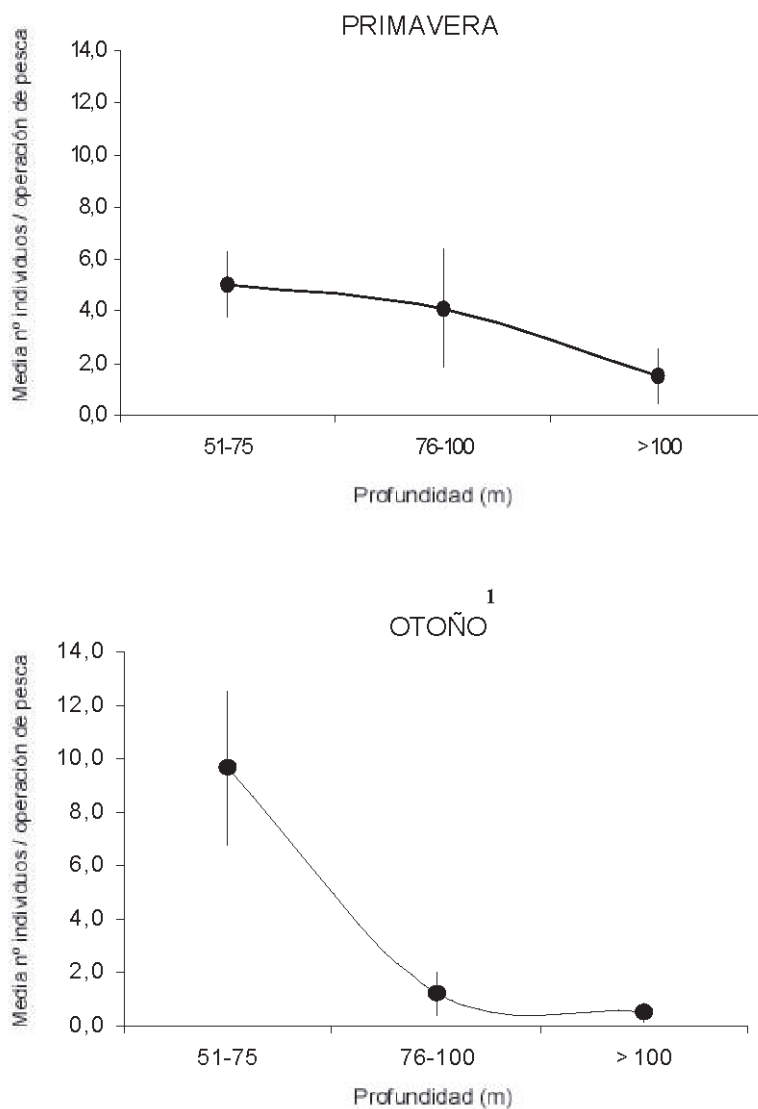 PRIMAVERA
Media nº individuos / operación de pesca
14,0
12,0
10,0
8,0
6,0
4,0
2,0
0,0
51-75 76-100 >100
Profundidad (m)
OTOÑO 1
Media nº individuos / operación de pesca
14,0
12,0
10,0
8,0
6,0
4,0
2,0
0,0
51-75 76-100 > 100
Profundidad (m)